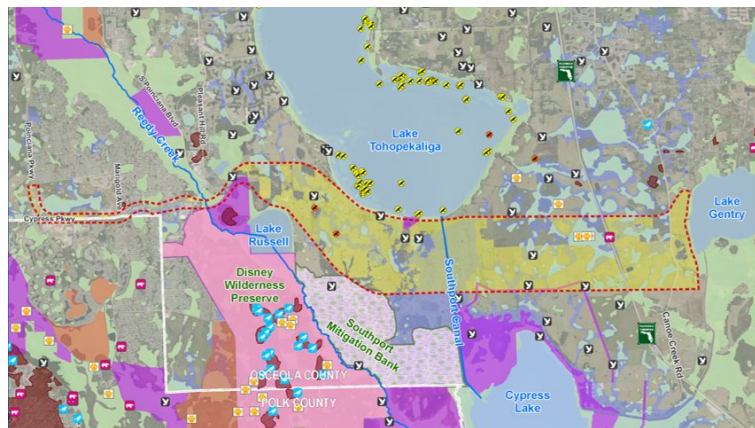 S Poinciana Blvd
Pleasant Hill Rd
Reedy Creek
Poinciana Pkwy
Marigold Ave
Cypress Pkwy
Lake
Tohopekaliga
Lake
Gentry
Lake
Russell
Disney
Wilderness
Preserve
Southport
Mitigation Bank
Southport Canal
Canoe Creek Rd
OSCEOLA COUNTY
POLK COUNTY
Cypress
Lake